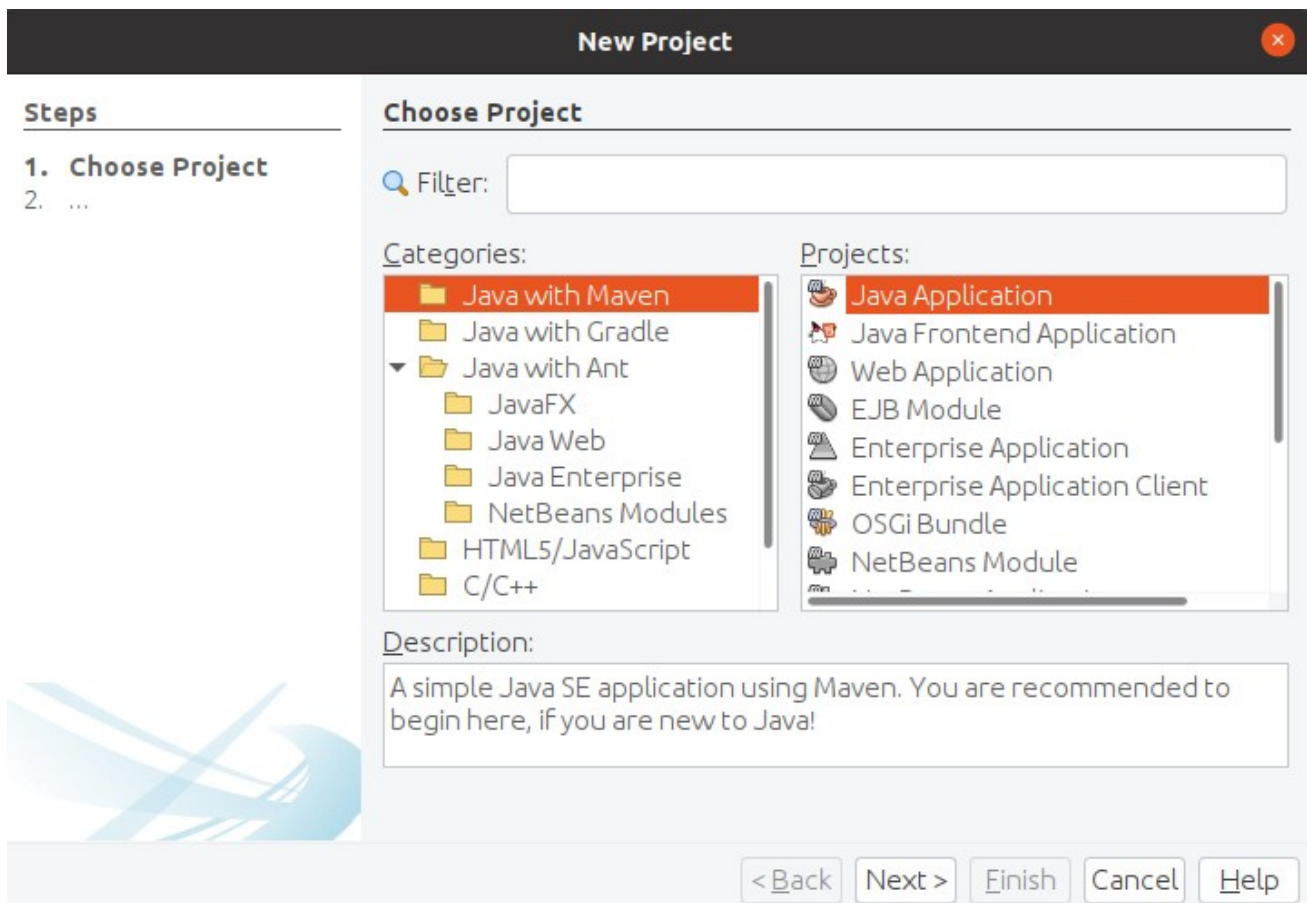 New Project
Steps
1. Choose Project
2. ...
Choose Project
Filter:
Categories:
Java with Maven
Java with Gradle
Java with Ant
JavaFX
Java Web
Java Enterprise
NetBeans Modules
HTML5/JavaScript
C/C++
Projects:
Java Application
Java Frontend Application
Web Application
EJB Module
Enterprise Application
Enterprise Application Client
OSGi Bundle
NetBeans Module
Description:
A simple Java SE application using Maven. You are recommended to
begin here, if you are new to Java!
< Back Next > Finish Cancel Help